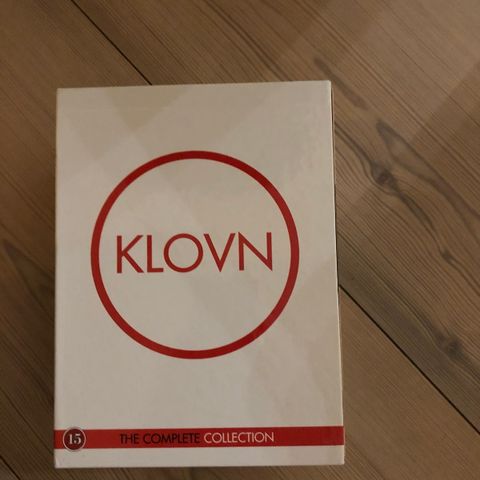 KLOVN
15 THE COMPLETE COLLECTION